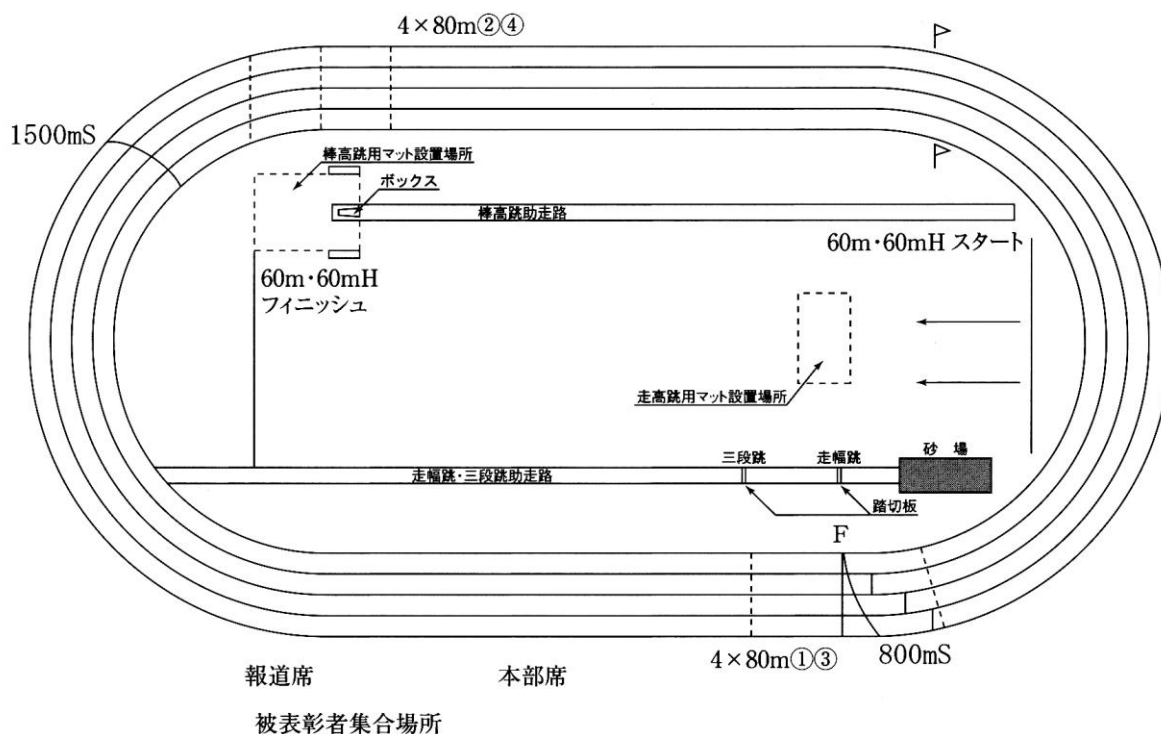 4×80m②④
1500mS
棒高跳用マット設置場所
ボックス
棒高跳助走路
60m・60mH スタート
60m・60mH
フィニッシュ
走高跳用マット設置場所
砂 場
三段跳
走幅跳
走幅跳・三段跳助走路
踏切板
F
4×80m①③
800mS
報道席
本部席
被表彰者集合場所